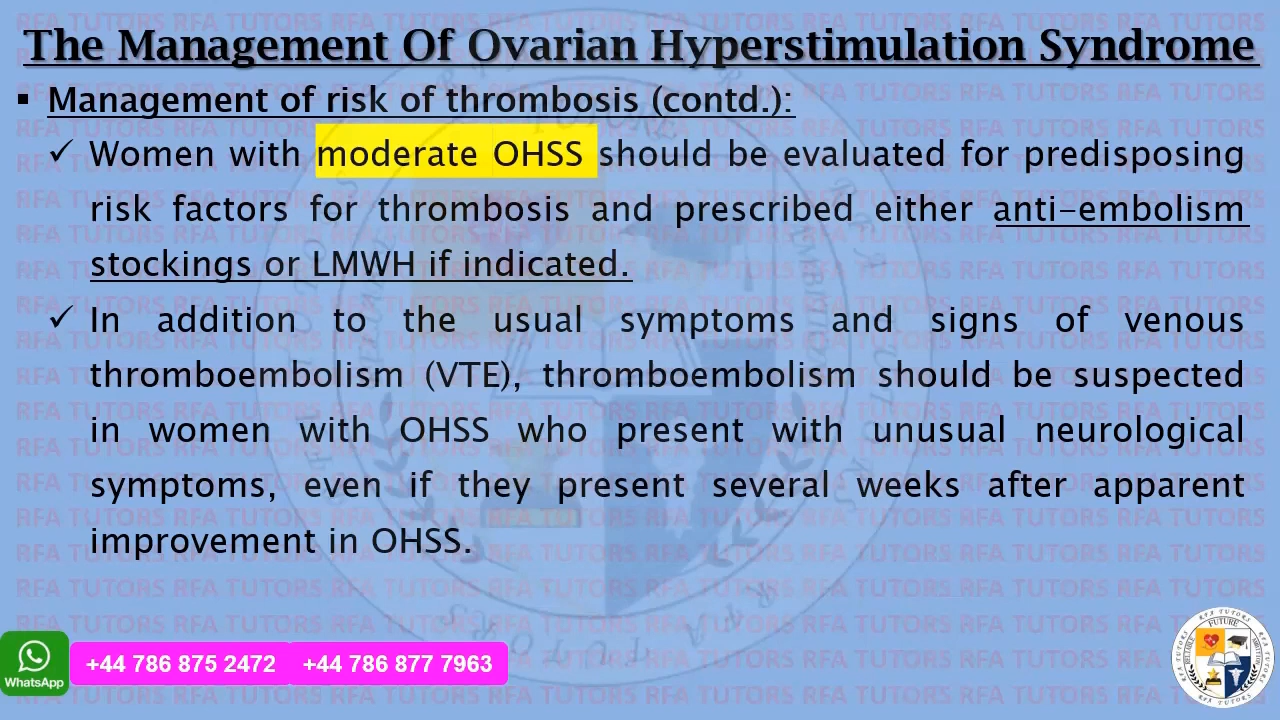 The Management Of Ovarian Hyperstimulation Syndrome
▪ Management of risk of thrombosis (contd.):
✓ Women with moderate OHSS should be evaluated for predisposing
risk factors for thrombosis and prescribed either anti-embolism
stockings or LMWH if indicated.
✓ In addition to the usual symptoms and signs of venous
thromboembolism (VTE), thromboembolism should be suspected
in women with OHSS who present with unusual neurological
symptoms, even if they present several weeks after apparent
improvement in OHSS.
WhatsApp
+44 786 875 2472 +44 786 877 7963
RFA TUTORS
FUTURE